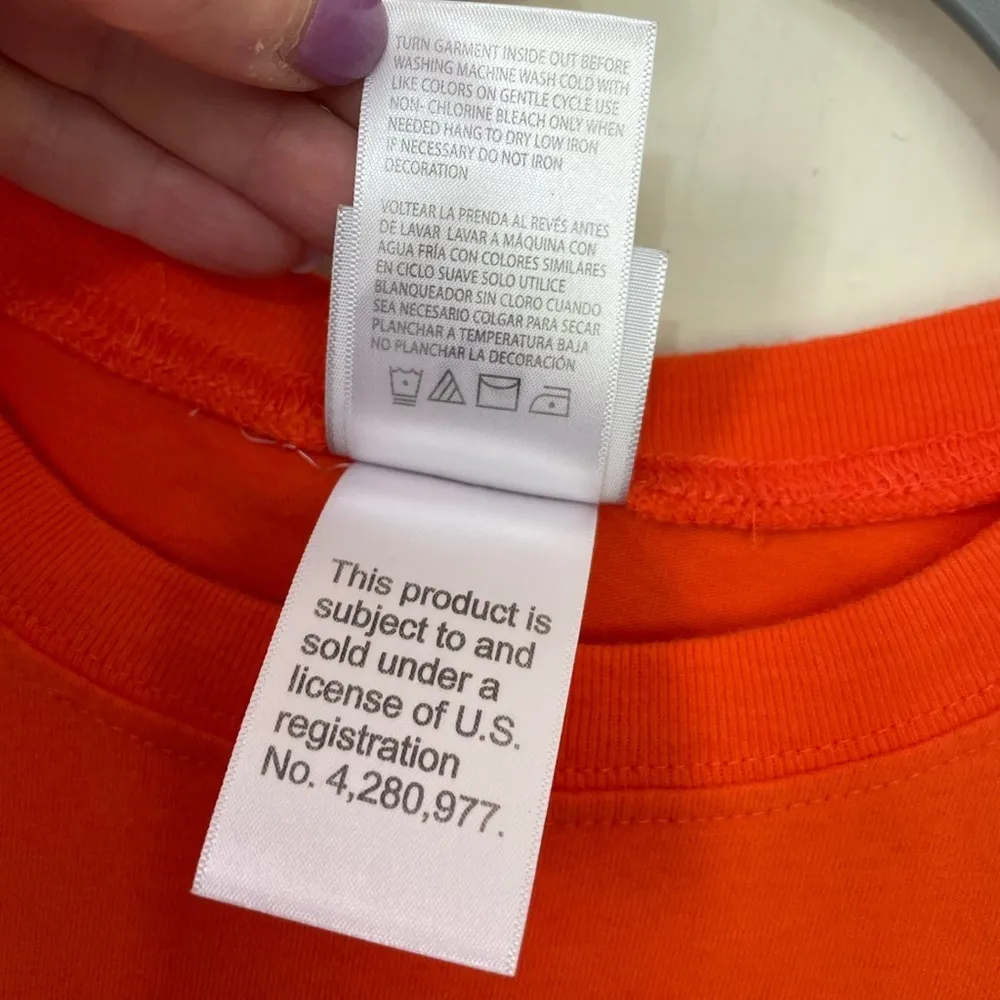 TURN GARMENT INSIDE OUT BEFORE
WASHING MACHINE WASH COLD WITH
LIKE COLORS ON GENTLE CYCLE USE
NON- CHLORINE BLEACH ONLY WHEN
NEEDED HANG TO DRY LOW IRON
IF NECESSARY DO NOT IRON
DECORATION
VOLTEAR LA PRENDA AL REVÉS ANTES
DE LAVAR LAVAR A MÁQUINA CON
AGUA FRÍA CON COLORES SIMILARES
EN CICLO SUAVE SOLO UTILICE
BLANQUEADOR SIN CLORO CUANDO
SEA NECESARIO COLGAR PARA SECAR
PLANCHAR A TEMPERATURA BAJA
NO PLANCHAR LA DECORACIÓN
This product is
subject to and
sold under a
license of U.S.
registration
No. 4,280,977.